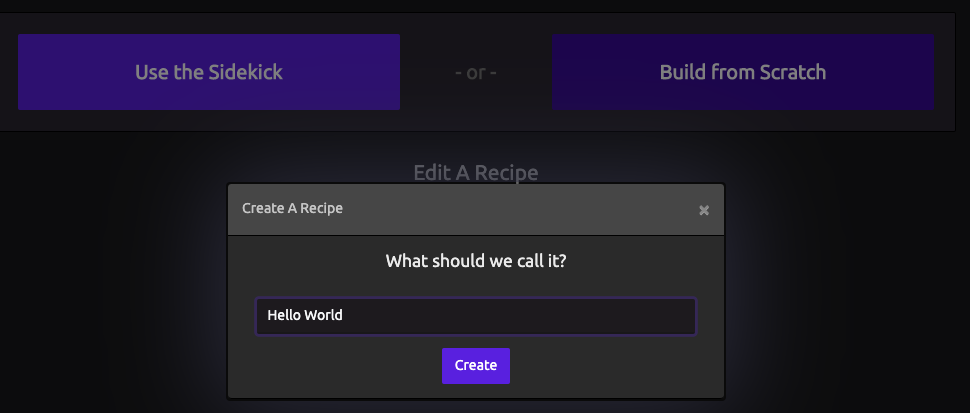 Use the Sidekick
- or -
Build from Scratch
Edit A Recipe
Create A Recipe
×
What should we call it?
Hello World
Create